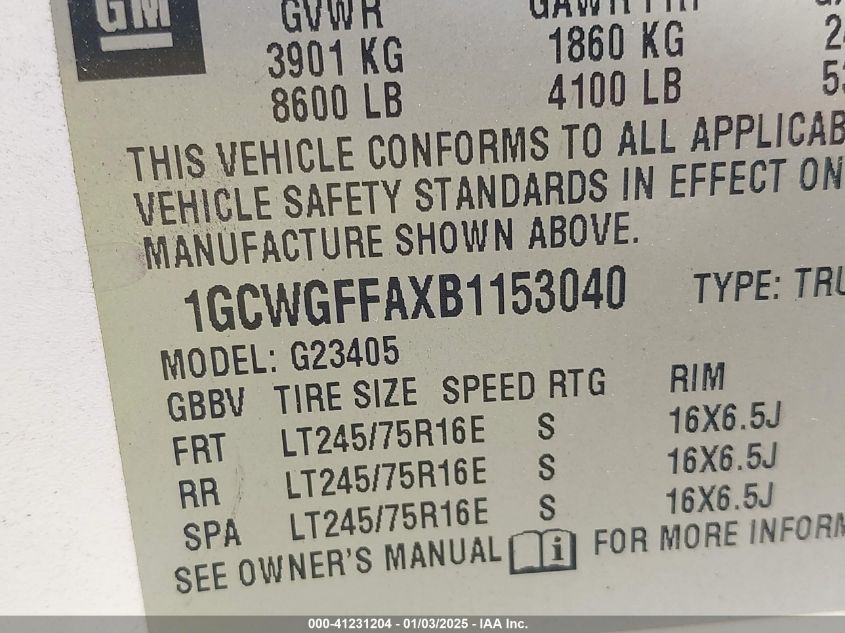 GM GVWR GAWR FRT
3901 KG 1860 KG
8600 LB 4100 LB
THIS VEHICLE CONFORMS TO ALL APPLICAB
VEHICLE SAFETY STANDARDS IN EFFECT ON
MANUFACTURE SHOWN ABOVE.
1GCWGFFAXB1153040 TYPE: TRU
MODEL: G23405
GBBV TIRE SIZE SPEED RTG RIM
FRT LT245/75R16E S 16X6.5J
RR LT245/75R16E S 16X6.5J
SPA LT245/75R16E S 16X6.5J
SEE OWNER'S MANUAL FOR MORE INFORM
000-41231204 - 01/03/2025 - IAA Inc.